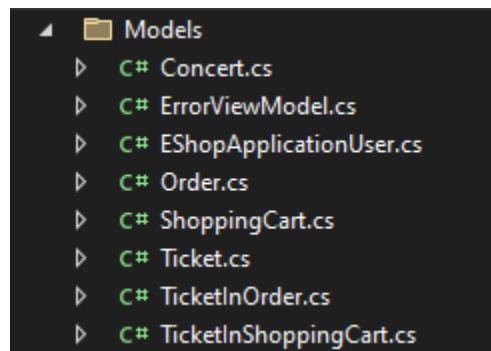 Models
C# Concert.cs
C# ErrorViewModel.cs
C# EShopApplicationUser.cs
C# Order.cs
C# ShoppingCart.cs
C# Ticket.cs
C# TicketInOrder.cs
C# TicketInShoppingCart.cs